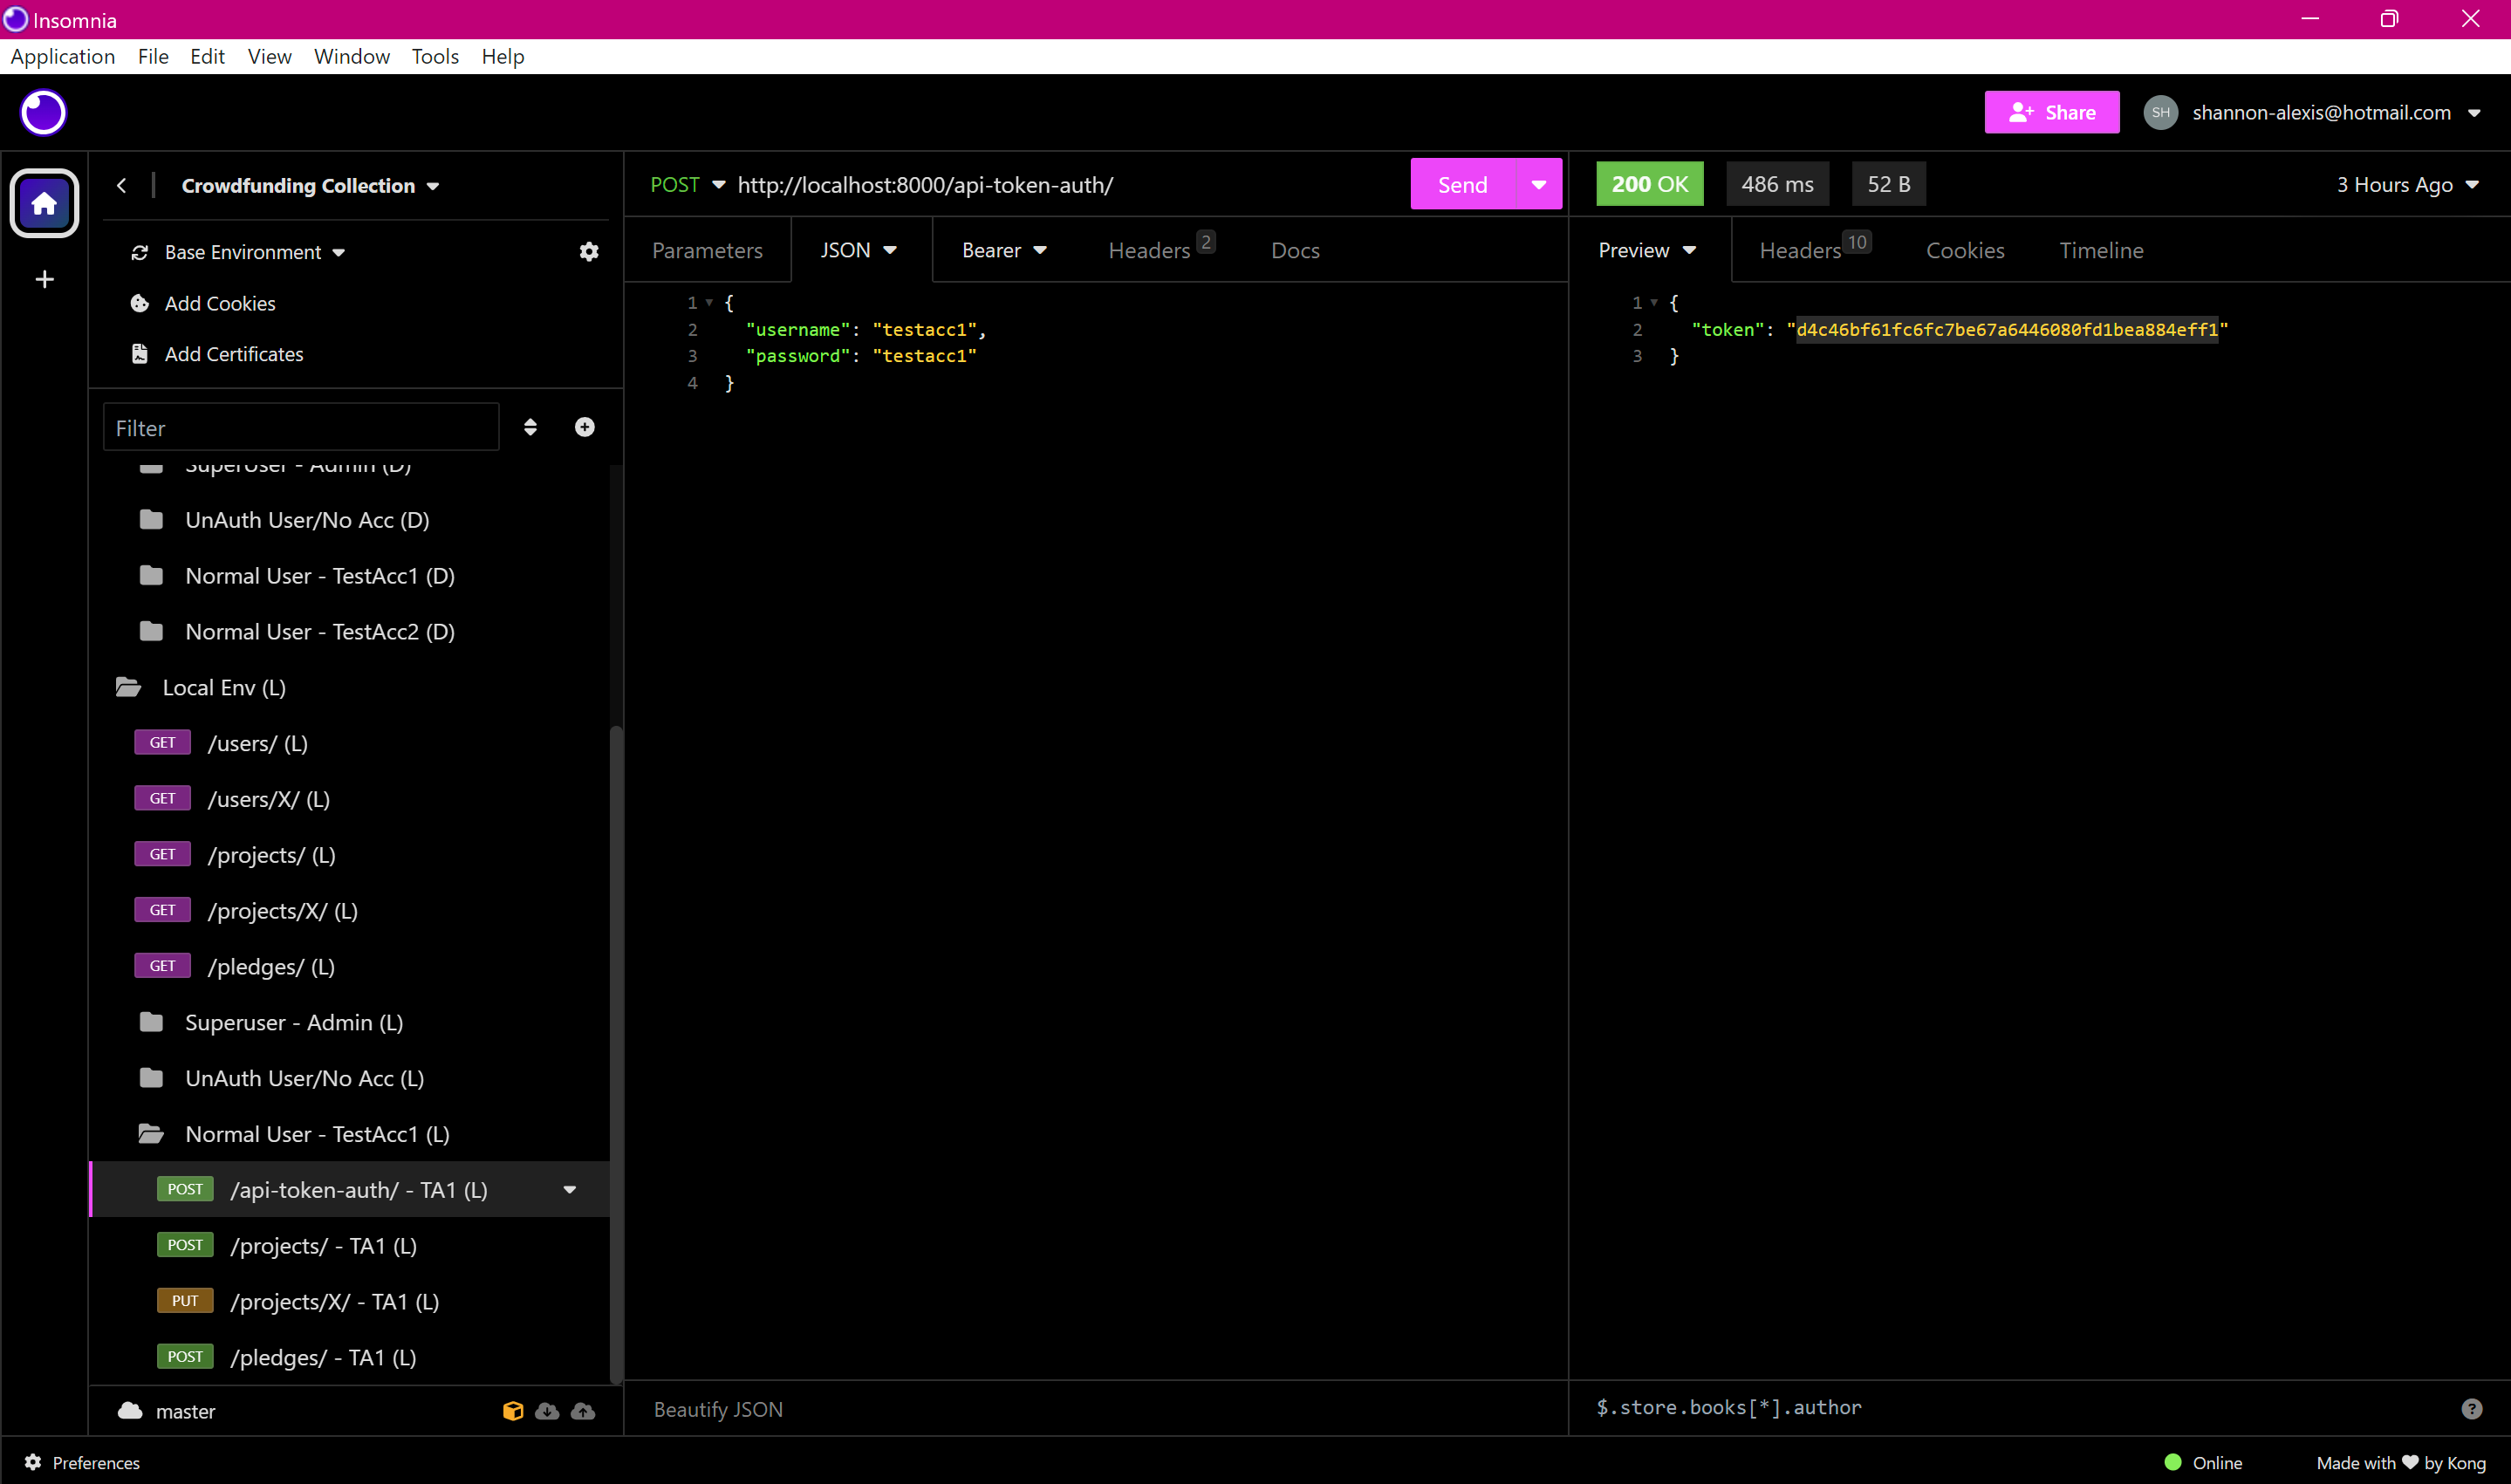 Insomnia
Application File Edit View Window Tools Help
Share
SH shannon-alexis@hotmail.com
Crowdfunding Collection
Base Environment
Add Cookies
Add Certificates
Filter
SuperUser - Admin (D)
UnAuth User/No Acc (D)
Normal User - TestAcc1 (D)
Normal User - TestAcc2 (D)
Local Env (L)
GET /users/ (L)
GET /users/X/ (L)
GET /projects/ (L)
GET /projects/X/ (L)
GET /pledges/ (L)
Superuser - Admin (L)
UnAuth User/No Acc (L)
Normal User - TestAcc1 (L)
POST /api-token-auth/ - TA1 (L)
POST /projects/ - TA1 (L)
PUT /projects/X/ - TA1 (L)
POST /pledges/ - TA1 (L)
master
POST http://localhost:8000/api-token-auth/ Send
Parameters JSON Bearer Headers 2 Docs
1 {
2 "username": "testacc1",
3 "password": "testacc1"
4 }
Beautify JSON
200 OK 486 ms 52 B 3 Hours Ago
Preview Headers 10 Cookies Timeline
1 {
2 "token": "d4c46bf61fc6fc7be67a6446080fd1bea884eff1"
3 }
$.store.books[*].author ?
Preferences
Online Made with by Kong